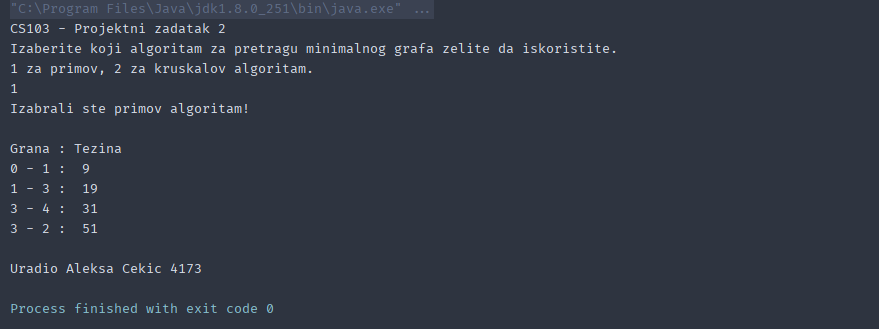 "C:\Program Files\Java\jdk1.8.0_251\bin\java.exe" ...
CS103 - Projektni zadatak 2
Izaberite koji algoritam za pretragu minimalnog grafa zelite da iskoristite.
1 za primov, 2 za kruskalov algoritam.
1
Izabrali ste primov algoritam!
Grana : Tezina
0 - 1 :  9
1 - 3 :  19
3 - 4 :  31
3 - 2 :  51
Uradio Aleksa Cekic 4173
Process finished with exit code 0